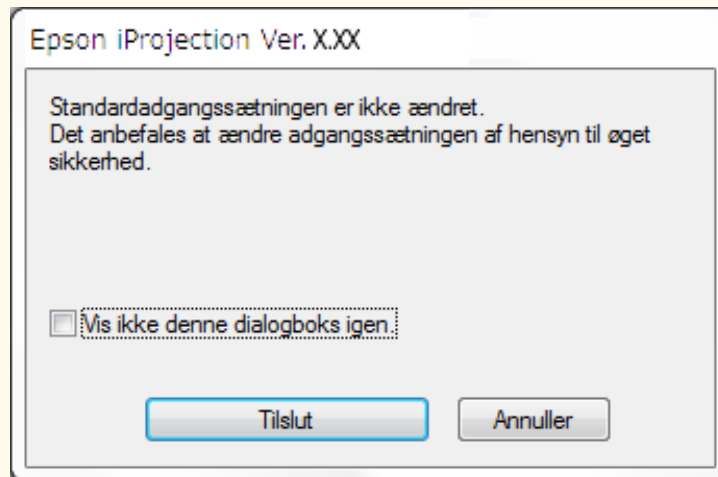 Epson iProjection Ver. X.XX
Standardadgangssætningen er ikke ændret.
Det anbefales at ændre adgangssætningen af hensyn til øget
sikkerhed.
Vis ikke denne dialogboks igen.
Tilslut
Annuller